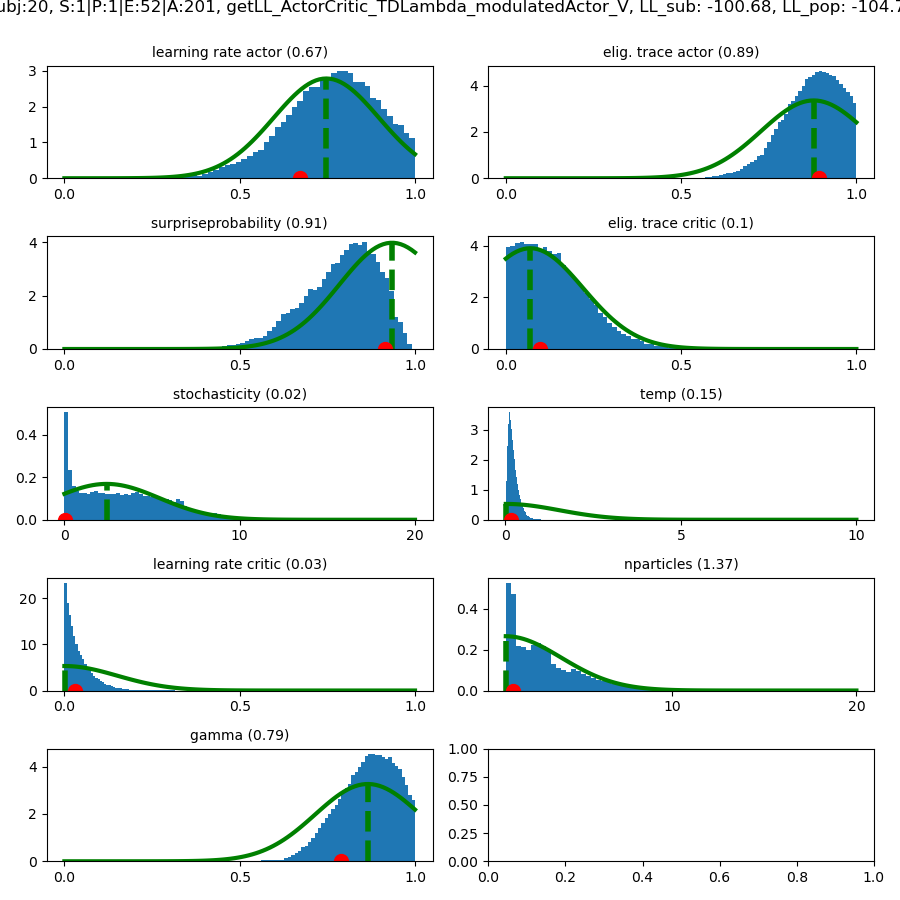 ubj:20, S:1|P:1|E:52|A:201, getLL_ActorCritic_TDLambda_modulatedActor_V, LL_sub: -100.68, LL_pop: -104.7
learning rate actor (0.67)
elig. trace actor (0.89)
3
2
1
0
0.0 0.5 1.0
4
2
0
0.0 0.5 1.0
surpriseprobability (0.91)
elig. trace critic (0.1)
4
2
0
0.0 0.5 1.0
4
2
0
0.0 0.5 1.0
stochasticity (0.02)
temp (0.15)
0.4
0.2
0.0
0 10 20
3
2
1
0
0 5 10
learning rate critic (0.03)
nparticles (1.37)
20
10
0
0.0 0.5 1.0
0.4
0.2
0.0
10 20
gamma (0.79)
4
2
0
0.0 0.5 1.0
1.00
0.75
0.50
0.25
0.00
0.0 0.2 0.4 0.6 0.8 1.0